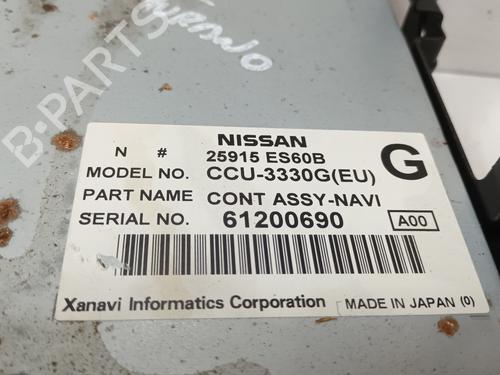 B-PARTS
NISSAN
N # 25915 ES60B
G
MODEL NO. CCU-3330G(EU)
PART NAME CONT ASSY-NAVI
SERIAL NO. 61200690 A00
Xanavi Informatics Corporation MADE IN JAPAN (0)